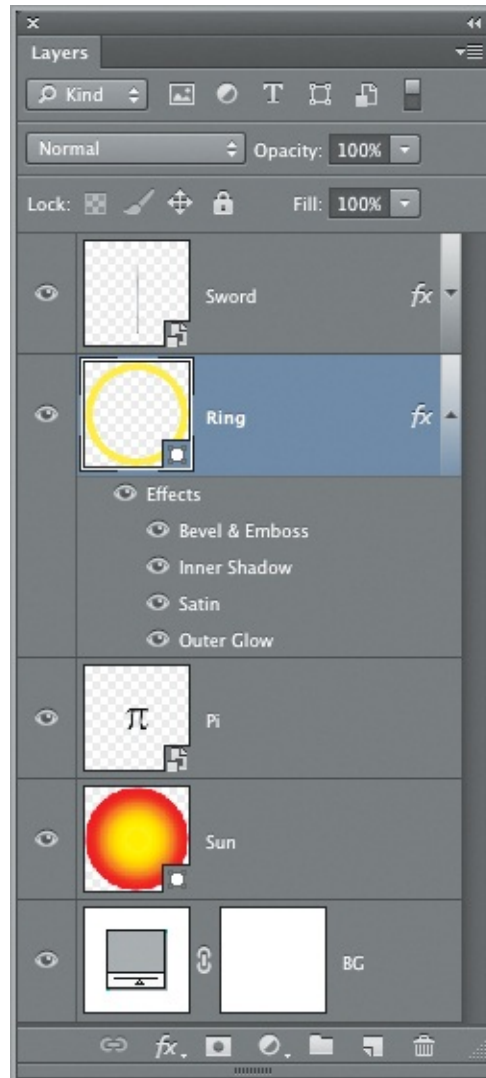 Layers
Kind T
Normal Opacity: 100%
Lock: Fill: 100%
Sword fx
Ring fx
Effects
Bevel & Emboss
Inner Shadow
Satin
Outer Glow
π Pi
Sun
BG
fx.